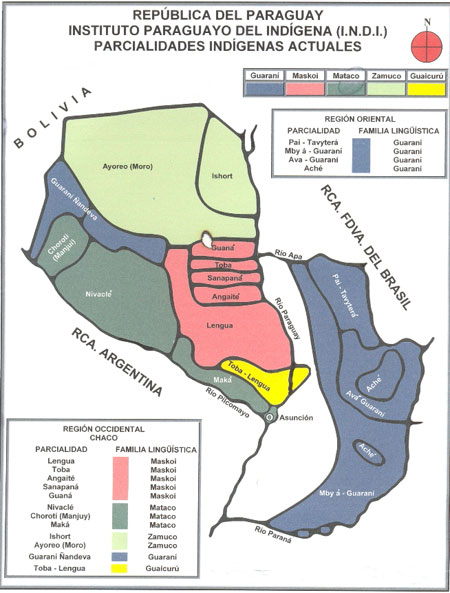 REPÚBLICA DEL PARAGUAY
INSTITUTO PARAGUAYO DEL INDÍGENA (I.N.D.I.)
PARCIALIDADES INDÍGENAS ACTUALES
N
Guaraní Maskoi Mataco Zamuco Guaicurú
REGIÓN ORIENTAL
PARCIALIDAD FAMILIA LINGÜÍSTICA
Pai - Tavyterá Guaraní
Mby á - Guaraní Guaraní
Ava - Guaraní Guaraní
Aché Guaraní
BOLIVIA
Ayoreo (Moro)
Ishort
Guaraní Ñandeva
Choroti
(Manjui)
Nivaclé
Guaná
Toba
Sanapaná
Angaité
Lengua
Toba - Lengua
Maká
Río Apa
Río Paraguay
RCA. FDVA. DEL BRASIL
Pai - Tavyterá
Aché
Ava Guaraní
Aché
Mby á - Guaraní
RCA. ARGENTINA
Río Pilcomayo
Asunción
Río Paraná
REGIÓN OCCIDENTAL
CHACO
PARCIALIDAD FAMILIA LINGÜÍSTICA
Lengua Maskoi
Toba Maskoi
Angaité Maskoi
Sanapaná Maskoi
Guaná Maskoi
Nivaclé Mataco
Choroti (Manjuy) Mataco
Maká Mataco
Ishort Zamuco
Ayoreo (Moro) Zamuco
Guaraní Ñandeva Guaraní
Toba - Lengua Guaicurú